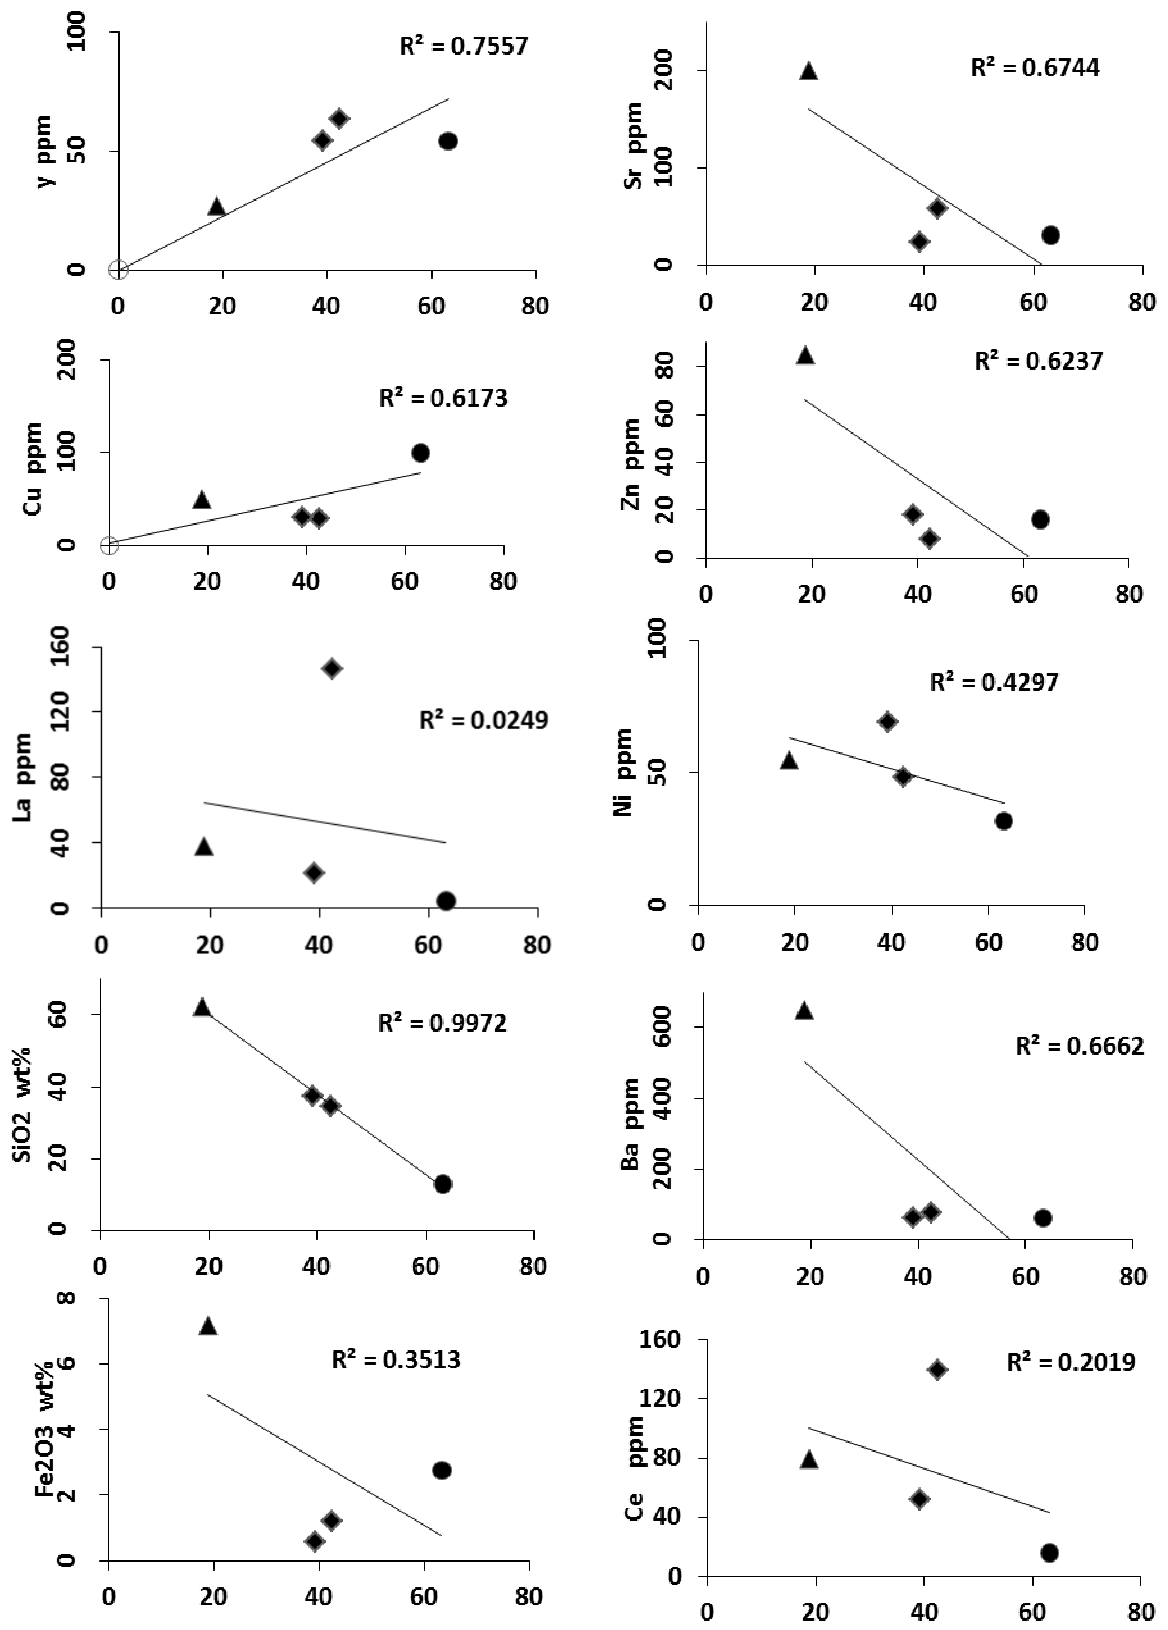 y ppm
100
50
0
R² = 0.7557
0 20 40 60 80
Sr ppm
200
100
0
R² = 0.6744
0 20 40 60 80
Cu ppm
200
100
0
R² = 0.6173
0 20 40 60 80
Zn ppm
80
60
40
20
0
R² = 0.6237
0 20 40 60 80
La ppm
160
120
80
40
0
R² = 0.0249
0 20 40 60 80
Ni ppm
100
50
0
R² = 0.4297
0 20 40 60 80
SiO2 wt%
60
40
20
0
R² = 0.9972
0 20 40 60 80
Ba ppm
600
400
200
0
R² = 0.6662
0 20 40 60 80
Fe2O3 wt%
8
6
4
2
0
R² = 0.3513
0 20 40 60 80
Ce ppm
160
120
80
40
0
R² = 0.2019
0 20 40 60 80